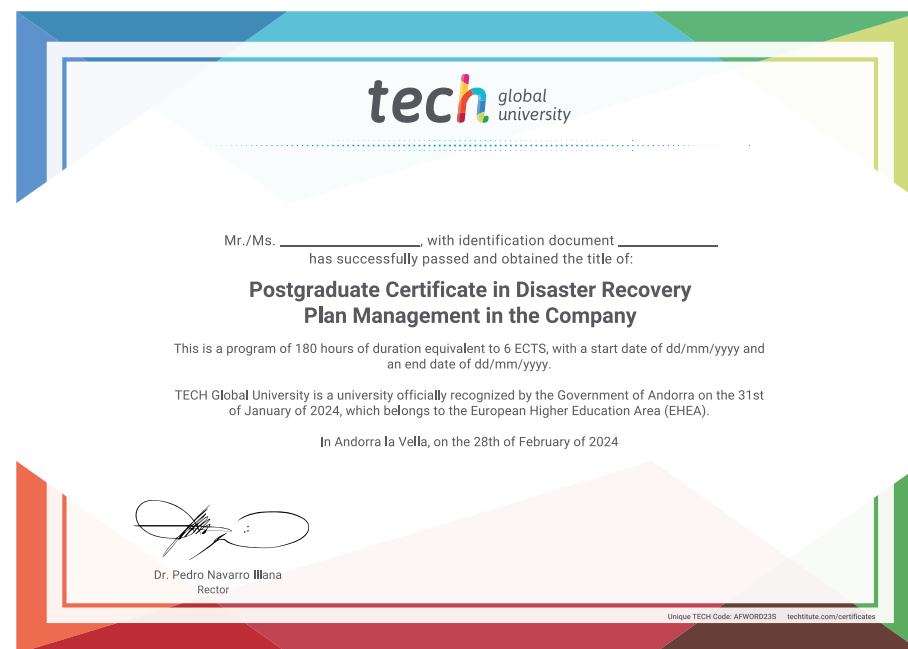 tech global university
Mr./Ms. ____________________, with identification document ______________
has successfully passed and obtained the title of:
Postgraduate Certificate in Disaster Recovery
Plan Management in the Company
This is a program of 180 hours of duration equivalent to 6 ECTS, with a start date of dd/mm/yyyy and
an end date of dd/mm/yyyy.
TECH Global University is a university officially recognized by the Government of Andorra on the 31st
of January of 2024, which belongs to the European Higher Education Area (EHEA).
In Andorra la Vella, on the 28th of February of 2024
Dr. Pedro Navarro Illana
Rector
Unique TECH Code: AFWORD23S techtitute.com/certificates